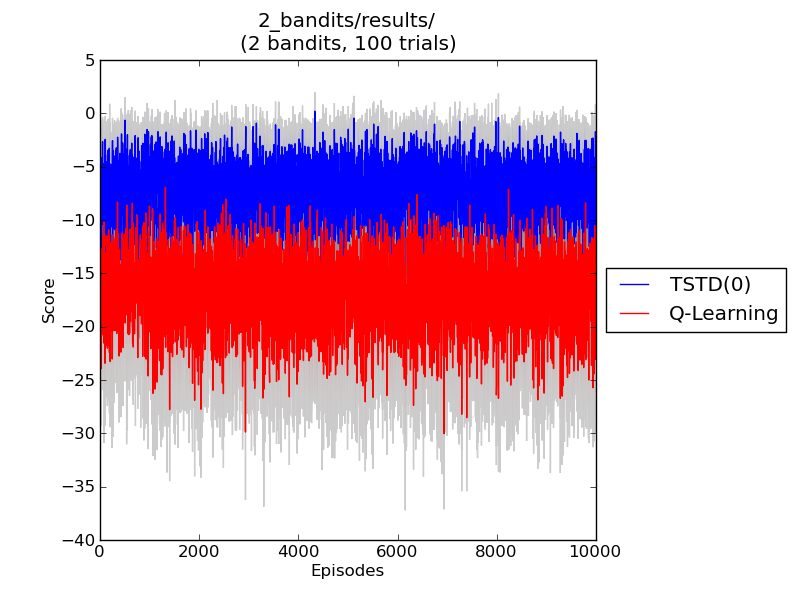 2_bandits/results/
(2 bandits, 100 trials)
5
0
−5
−10
−15
−20
−25
−30
−35
−40
Score
0 2000 4000 6000 8000 10000
Episodes
TSTD(0)
Q-Learning